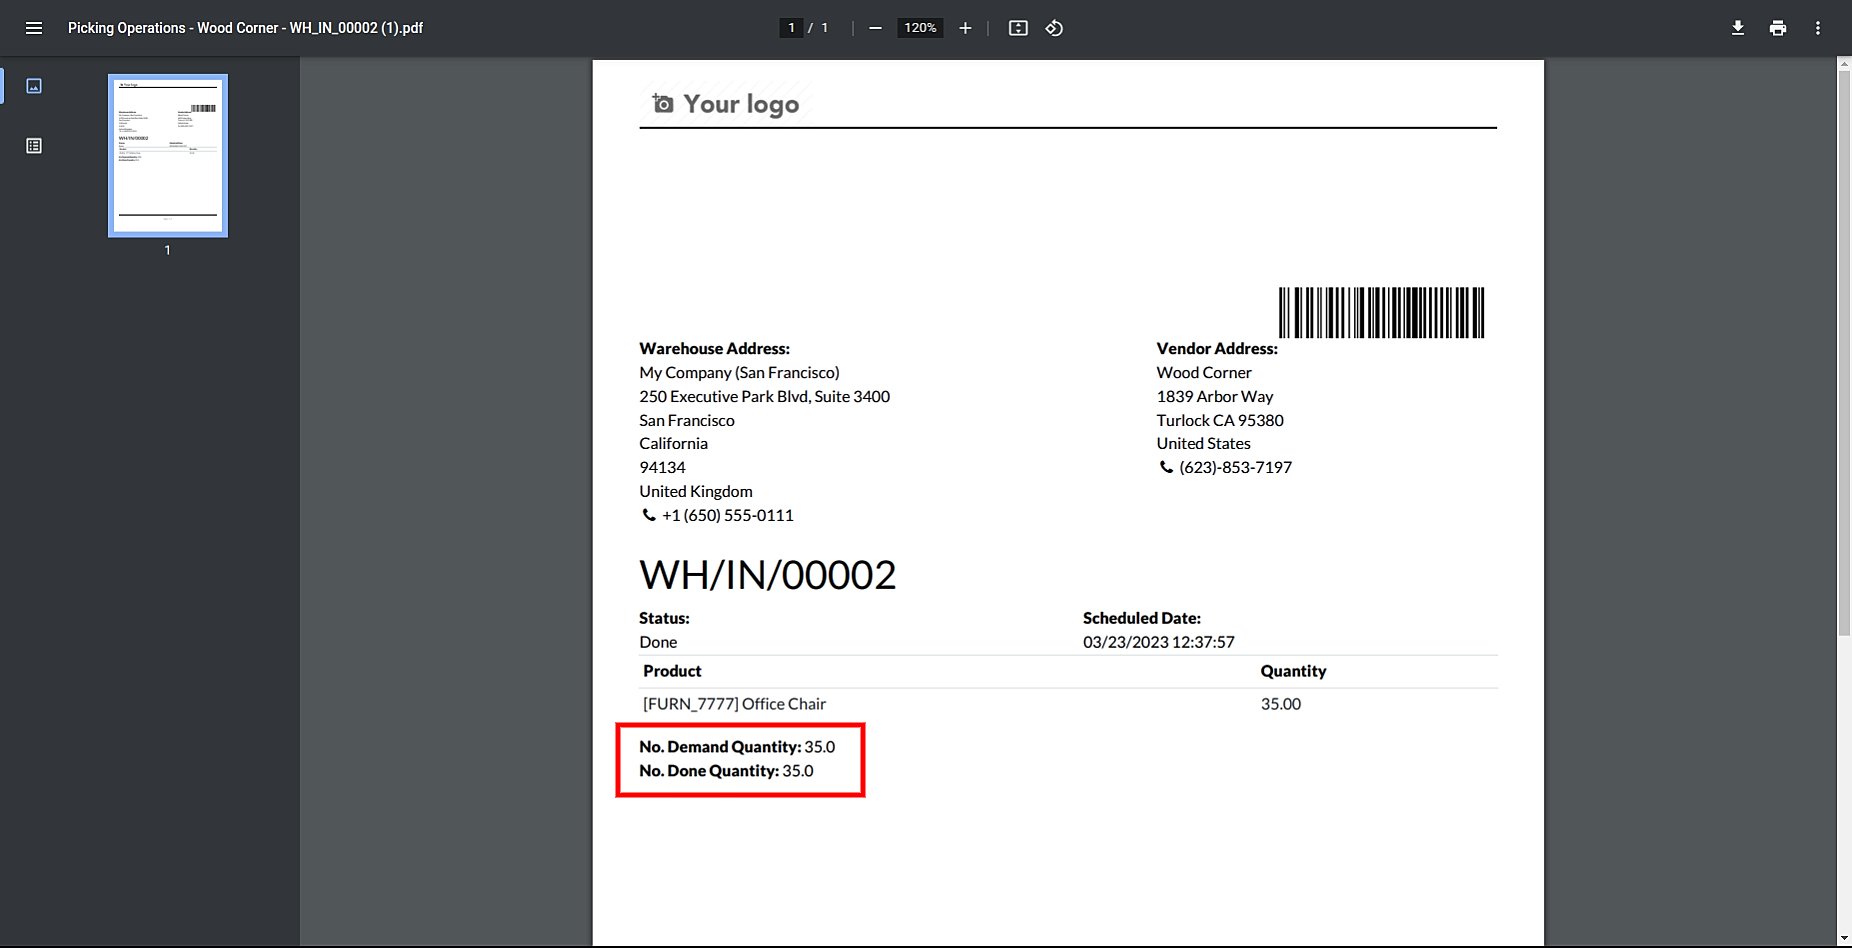 Picking Operations - Wood Corner - WH_IN_00002 (1).pdf
1 / 1
120%
1
Your logo
Warehouse Address:
My Company (San Francisco)
250 Executive Park Blvd, Suite 3400
San Francisco
California
94134
United Kingdom
+1 (650) 555-0111
Vendor Address:
Wood Corner
1839 Arbor Way
Turlock CA 95380
United States
(623)-853-7197
WH/IN/00002
Status:
Done
Scheduled Date:
03/23/2023 12:37:57
Product Quantity
[FURN_7777] Office Chair 35.00
No. Demand Quantity: 35.0
No. Done Quantity: 35.0